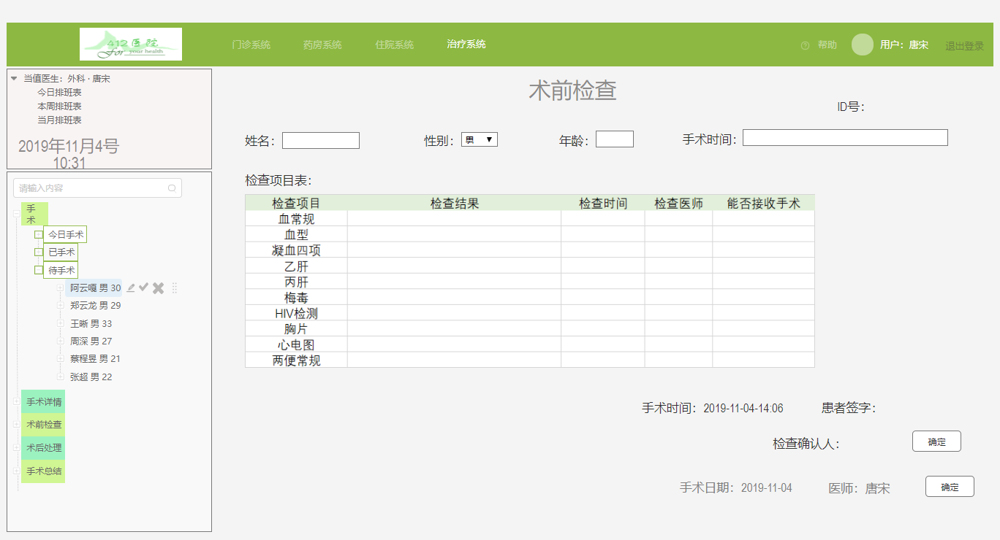 412医院
For your health
门诊系统 药房系统 住院系统 治疗系统 帮助 用户：唐宋 退出登录
当值医生：外科 · 唐宋
今日排班表
本周排班表
当月排班表
2019年11月4号
10:31
请输入内容
手
术
今日手术
已手术
待手术
阿云嘎 男 30
郑云龙 男 29
王晰 男 33
周深 男 27
蔡程昱 男 21
张超 男 22
手术详情
术前检查
术后处理
手术总结
术前检查
ID号：
姓名： 性别： 男 年龄： 手术时间：
检查项目表：
检查项目 检查结果 检查时间 检查医师 能否接收手术
血常规
血型
凝血四项
乙肝
丙肝
梅毒
HIV检测
胸片
心电图
两便常规
手术时间：2019-11-04-14:06 患者签字：
检查确认人： 确定
手术日期：2019-11-04 医师：唐宋 确定